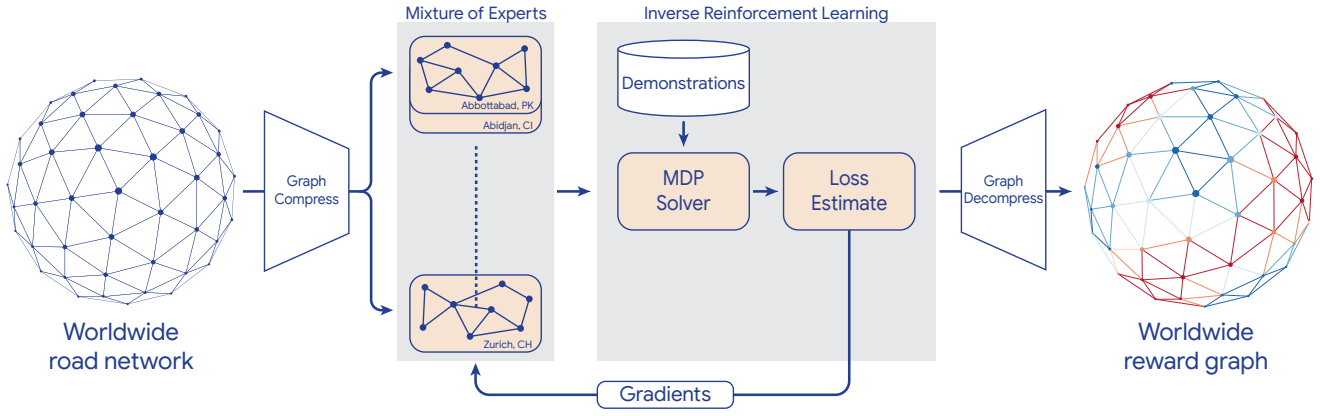 Mixture of Experts
Inverse Reinforcement Learning
Abbottabad, PK
Abidjan, CI
Demonstrations
Graph
Compress
MDP
Solver
Loss
Estimate
Graph
Decompress
Zurich, CH
Worldwide
road network
Worldwide
reward graph
Gradients